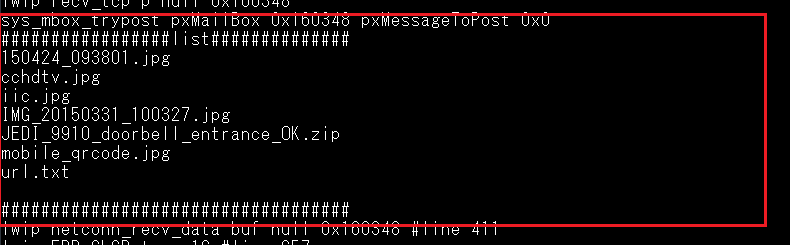 lwip recv_tcp p null 0x160348
sys_mbox_trypost pxMailBox 0x160348 pxMessageToPost 0x0
#################list##############
150424_093801.jpg
cchdtv.jpg
iic.jpg
IMG_20150331_100327.jpg
JEDI_9910_doorbell_entrance_OK.zip
mobile_qrcode.jpg
url.txt
###################################
lwip netconn_recv_data buf null 0x160348 #line 411